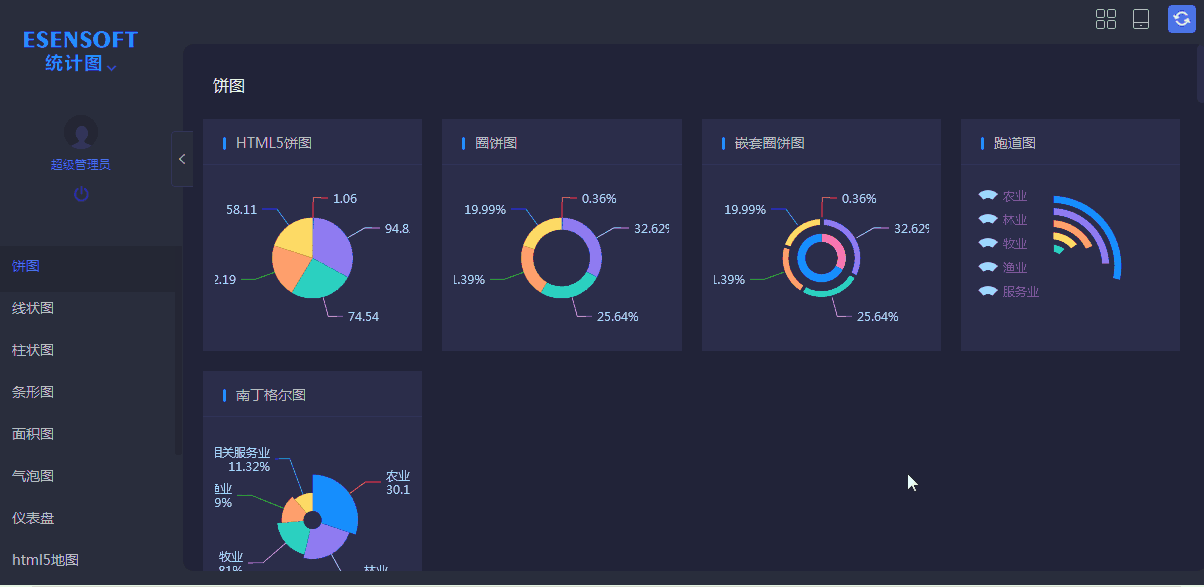 ESENSOFT
统计图
超级管理员
饼图
线状图
柱状图
条形图
面积图
气泡图
仪表盘
html5地图
饼图
HTML5饼图
1.06
58.11
94.8
2.19
74.54
圈饼图
0.36%
19.99%
32.62%
1.39%
25.64%
嵌套圈饼图
0.36%
19.99%
32.62%
1.39%
25.64%
跑道图
农业
林业
牧业
渔业
服务业
南丁格尔图
相关服务业
11.32%
农业
30.1
渔业
9%
牧业
.81%
林业